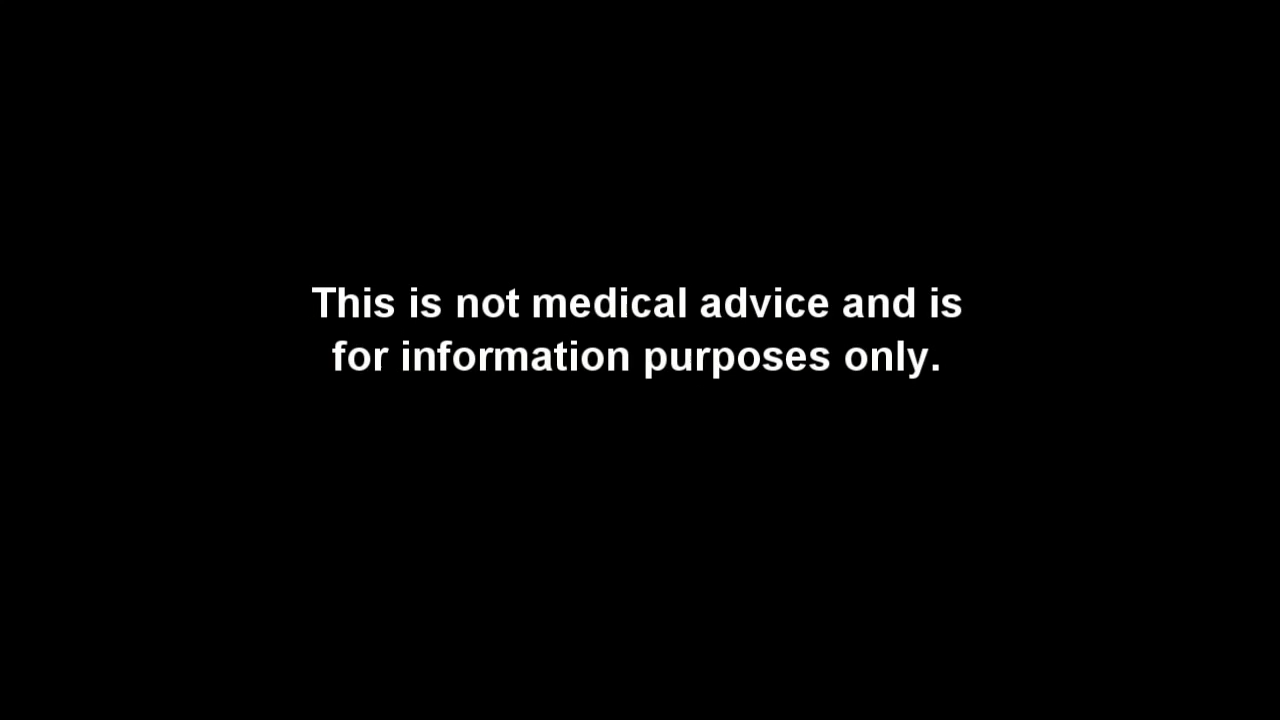 This is not medical advice and is
for information purposes only.